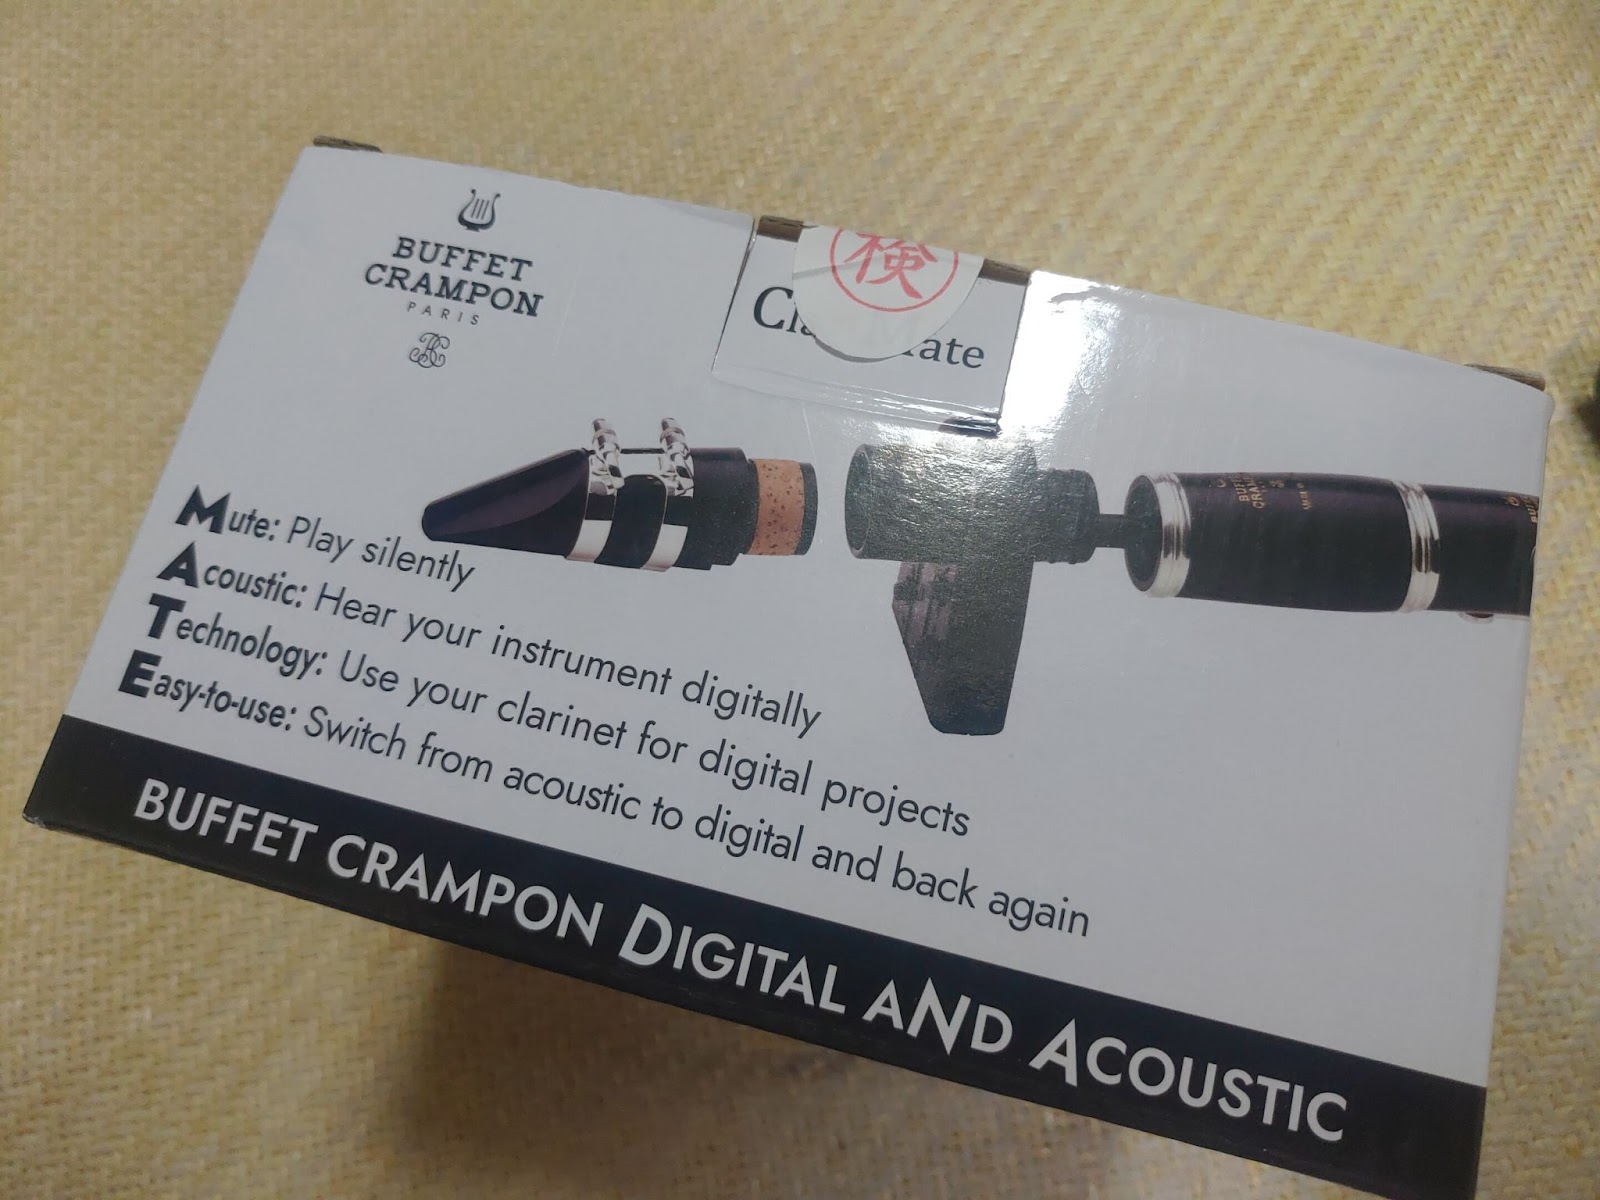 BUFFET
CRAMPON
PARIS
BC
検
Mute: Play silently
Acoustic: Hear your instrument digitally
Technology: Use your clarinet for digital projects
Easy-to-use: Switch from acoustic to digital and back again
BUFFET CRAMPON DIGITAL AND ACOUSTIC